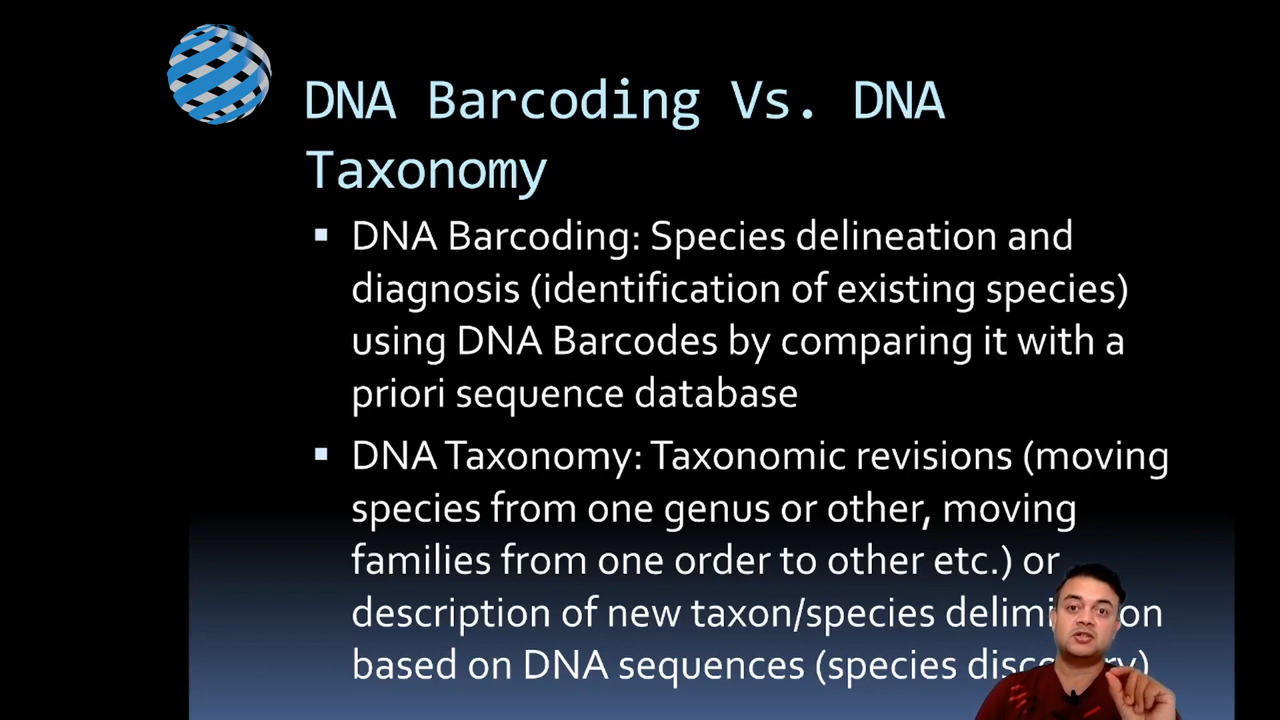 DNA Barcoding Vs. DNA
Taxonomy
▪ DNA Barcoding: Species delineation and
diagnosis (identification of existing species)
using DNA Barcodes by comparing it with a
priori sequence database
▪ DNA Taxonomy: Taxonomic revisions (moving
species from one genus or other, moving
families from one order to other etc.) or
description of new taxon/species
based on DNA sequences (species